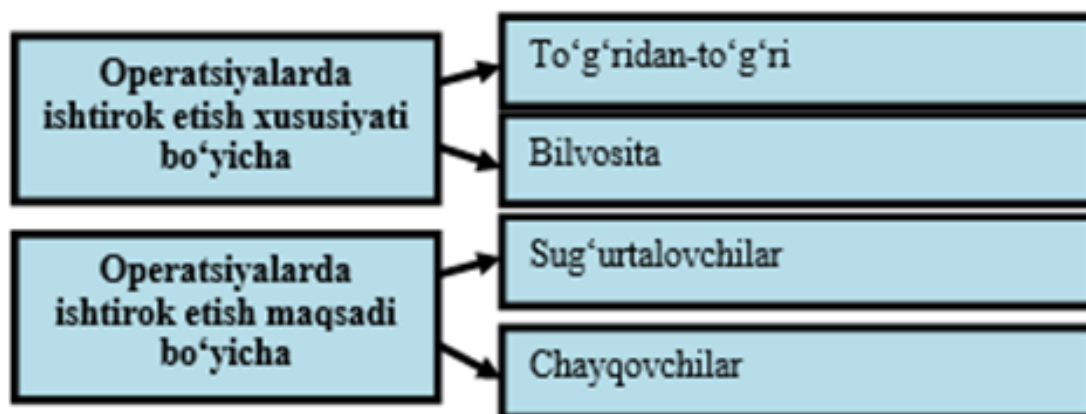 Operatsiyalarda
ishtirok etish xususiyati
bo‘yicha
To‘g‘ridan-to‘g‘ri
Bilvosita
Operatsiyalarda
ishtirok etish maqsadi
bo‘yicha
Sug‘urtalovchilar
Chayqovchilar